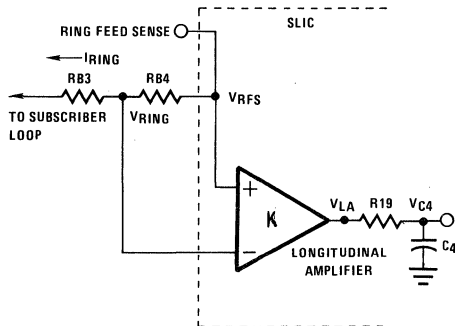 SLIC
RING FEED SENSE
IRING
RB3
RB4
TO SUBSCRIBER
LOOP
VRING
VRFS
+
K
−
VLA
R19
VC4
C4
LONGITUDINAL
AMPLIFIER